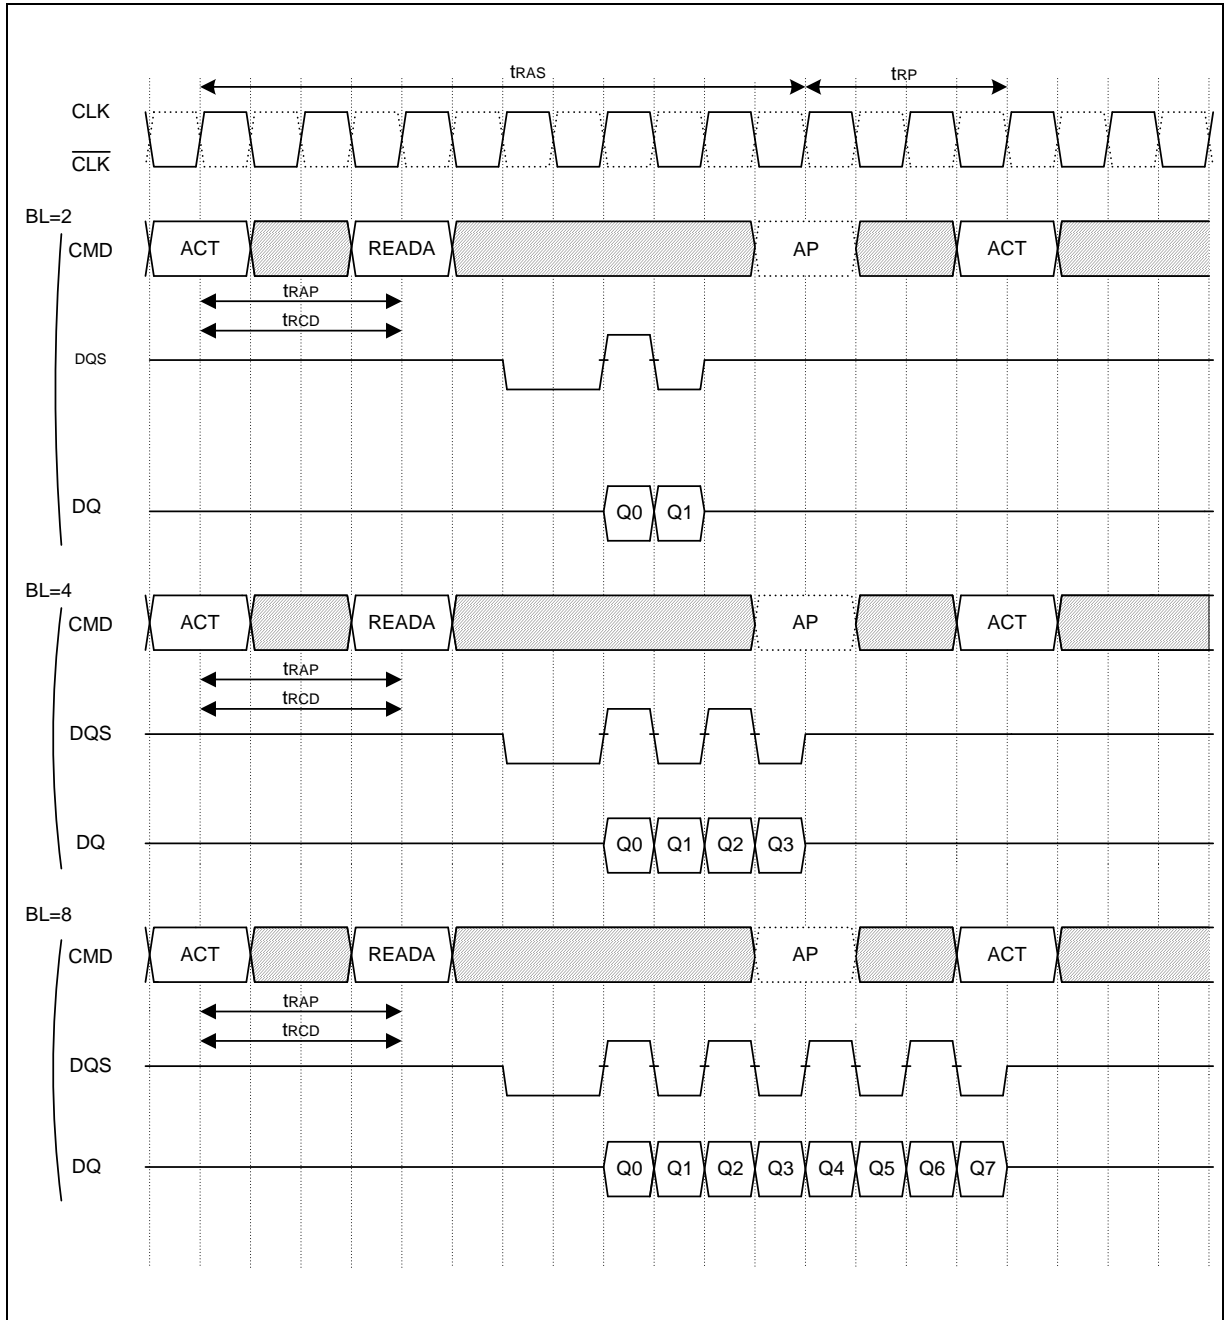 tRAS tRP
CLK
CLK
BL=2
CMD ACT READA AP ACT
tRAP
tRCD
DQS
DQ Q0 Q1
BL=4
CMD ACT READA AP ACT
tRAP
tRCD
DQS
DQ Q0 Q1 Q2 Q3
BL=8
CMD ACT READA AP ACT
tRAP
tRCD
DQS
DQ Q0 Q1 Q2 Q3 Q4 Q5 Q6 Q7